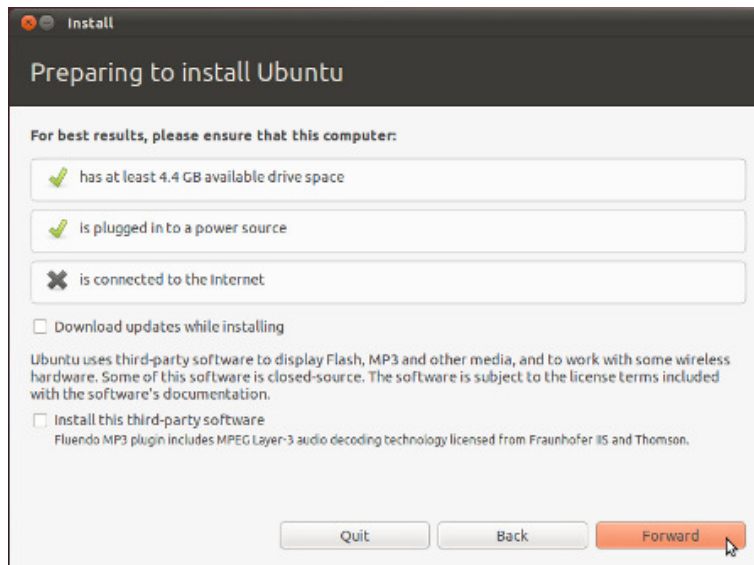 Install
Preparing to install Ubuntu
For best results, please ensure that this computer:
has at least 4.4 GB available drive space
is plugged in to a power source
is connected to the Internet
Download updates while installing
Ubuntu uses third-party software to display Flash, MP3 and other media, and to work with some wireless
hardware. Some of this software is closed-source. The software is subject to the license terms included
with the software's documentation.
Install this third-party software
Fluendo MP3 plugin includes MPEG Layer-3 audio decoding technology licensed from Fraunhofer IIS and Thomson.
Quit Back Forward